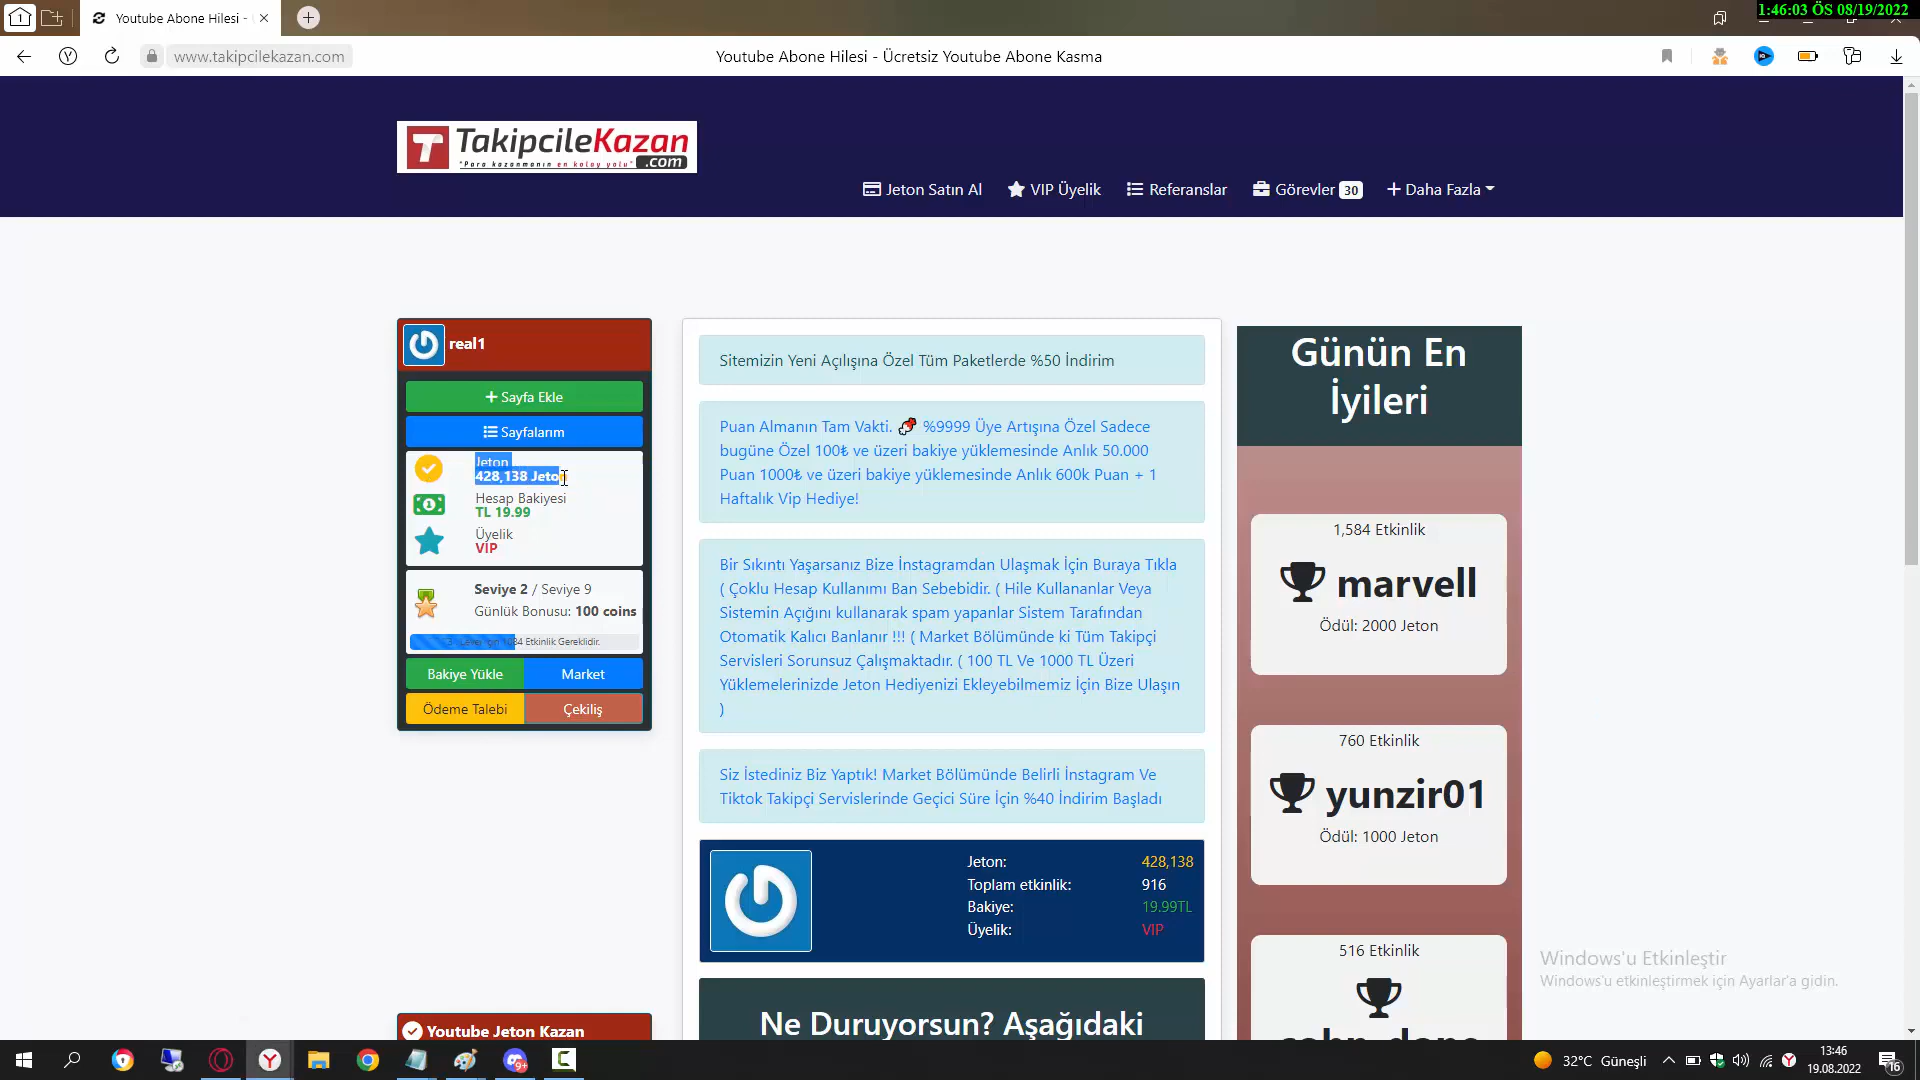 1:46:03 ÖS 08/19/2022
1
Youtube Abone Hilesi -
www.takipcilekazan.com
Youtube Abone Hilesi - Ücretsiz Youtube Abone Kasma
T TakipcileKazan
"Para kazanmanın en kolay yolu" .com
Jeton Satın Al
VIP Üyelik
Referanslar
Görevler 30
Daha Fazla
real1
Sayfa Ekle
Sayfalarım
Jeton
428,138 Jeton
Hesap Bakiyesi
TL 19.99
Üyelik
VIP
Seviye 2 / Seviye 9
Günlük Bonusu: 100 coins
Etkinlik Gereklidir.
Bakiye Yükle
Market
Ödeme Talebi
Çekiliş
Youtube Jeton Kazan
Sitemizin Yeni Açılışına Özel Tüm Paketlerde %50 İndirim
Puan Almanın Tam Vakti. %9999 Üye Artışına Özel Sadece
bugüne Özel 100₺ ve üzeri bakiye yüklemesinde Anlık 50.000
Puan 1000₺ ve üzeri bakiye yüklemesinde Anlık 600k Puan + 1
Haftalık Vip Hediye!
Bir Sıkıntı Yaşarsanız Bize İnstagramdan Ulaşmak İçin Buraya Tıkla
( Çoklu Hesap Kullanımı Ban Sebebidir. ( Hile Kullananlar Veya
Sistemin Açığını kullanarak spam yapanlar Sistem Tarafından
Otomatik Kalıcı Banlanır !!! ( Market Bölümünde ki Tüm Takipçi
Servisleri Sorunsuz Çalışmaktadır. ( 100 TL Ve 1000 TL Üzeri
Yüklemelerinizde Jeton Hediyenizi Ekleyebilmemiz İçin Bize Ulaşın
)
Siz İstediniz Biz Yaptık! Market Bölümünde Belirli İnstagram Ve
Tiktok Takipçi Servislerinde Geçici Süre İçin %40 İndirim Başladı
Jeton: 428,138
Toplam etkinlik: 916
Bakiye: 19.99TL
Üyelik: VIP
Ne Duruyorsun? Aşağıdaki
Günün En
İyileri
1,584 Etkinlik
marvell
Ödül: 2000 Jeton
760 Etkinlik
yunzir01
Ödül: 1000 Jeton
516 Etkinlik
Windows'u Etkinleştir
Windows'u etkinleştirmek için Ayarlar'a gidin.
9+
32°C Güneşli
13:46
19.08.2022
16